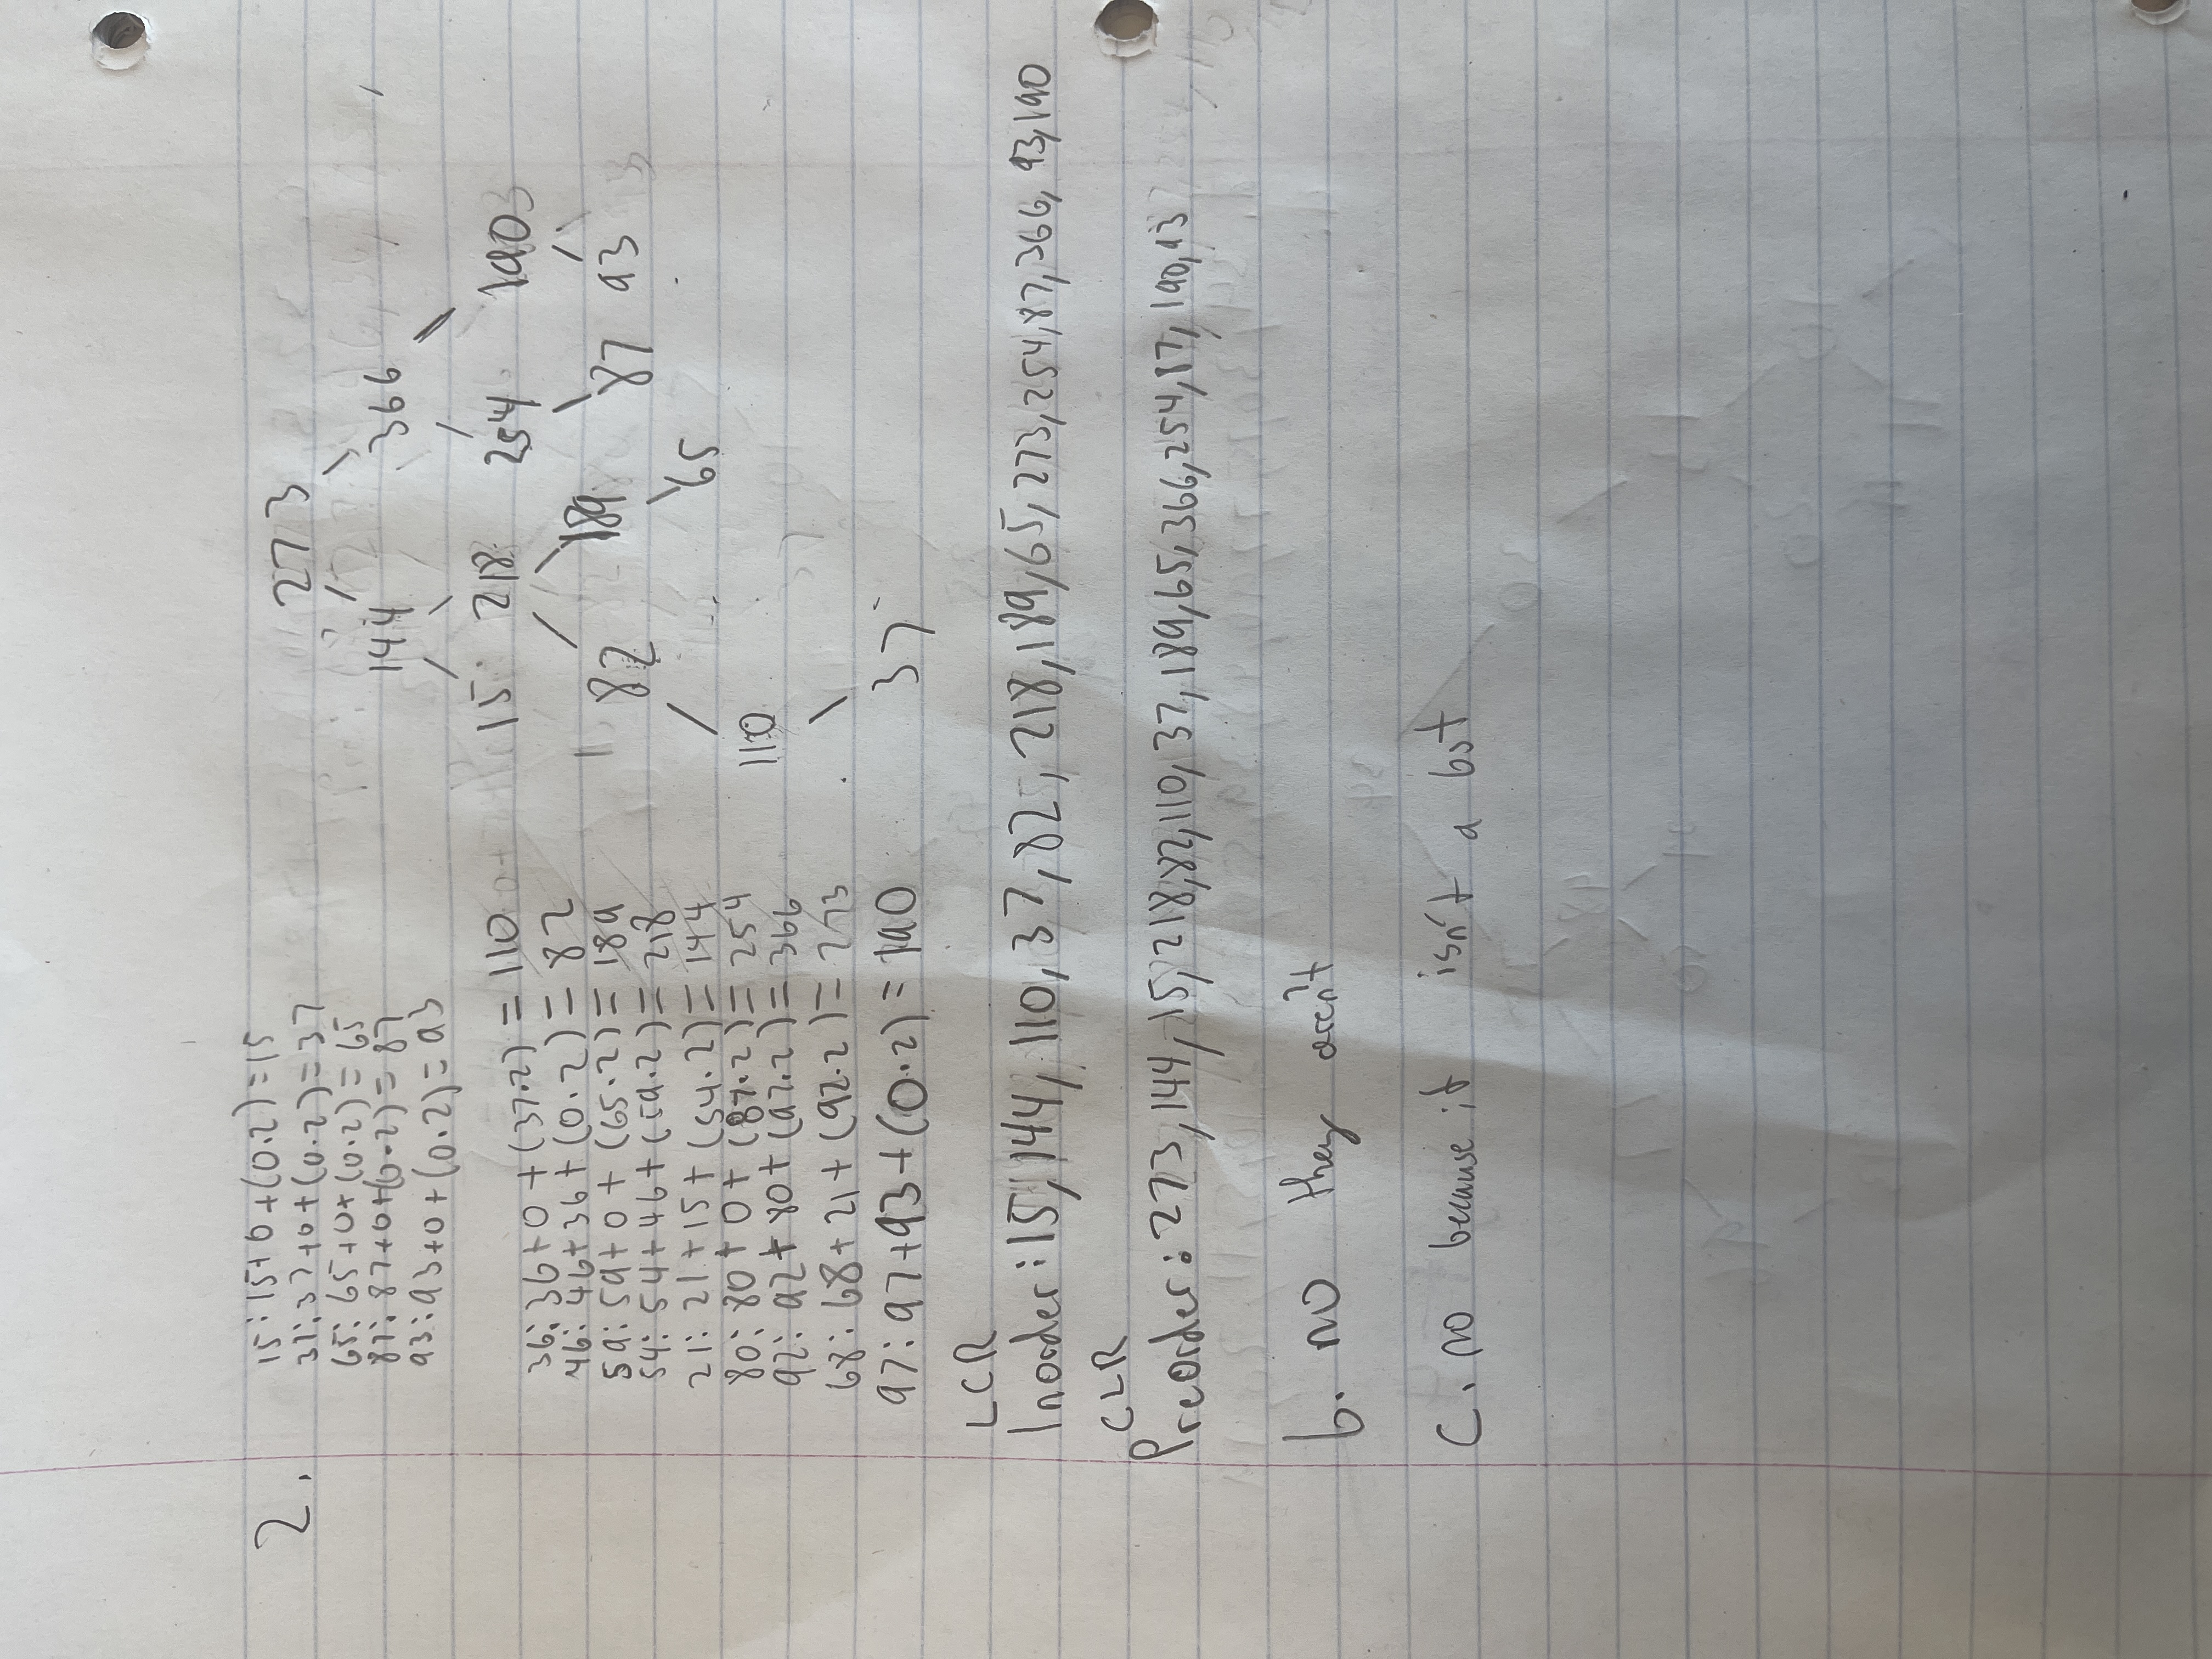 2.
15: 15+0+(0·2)=15
37: 37+0+(0·2)=37
65: 65+0+(0·2)=65
87: 87+0+(0·2)=87
93: 93+0+(0·2)=93
36: 36+0+(37·2)=110
46: 46+36+(0·2)=82
59: 59+0+(65·2)=189
54: 54+46+(59·2)=218
21: 21+15+(54·2)=144
80: 80+0+(87·2)=254
92: 92+80+(97·2)=366
68: 68+21+(92·2)=273
97: 97+93+(0·2)=190
273
144 366
15 218 254 190
82 189 87 93
65
110
37
LCR
Inorder: 15, 144, 110, 37, 82, 218, 189, 65, 273, 254, 87, 366, 93, 190
CLR
Preorder: 273, 144, 15, 218, 82, 110, 37, 189, 65, 366, 254, 87, 190, 93
b. no they aren't
C. no because it isn't a bst